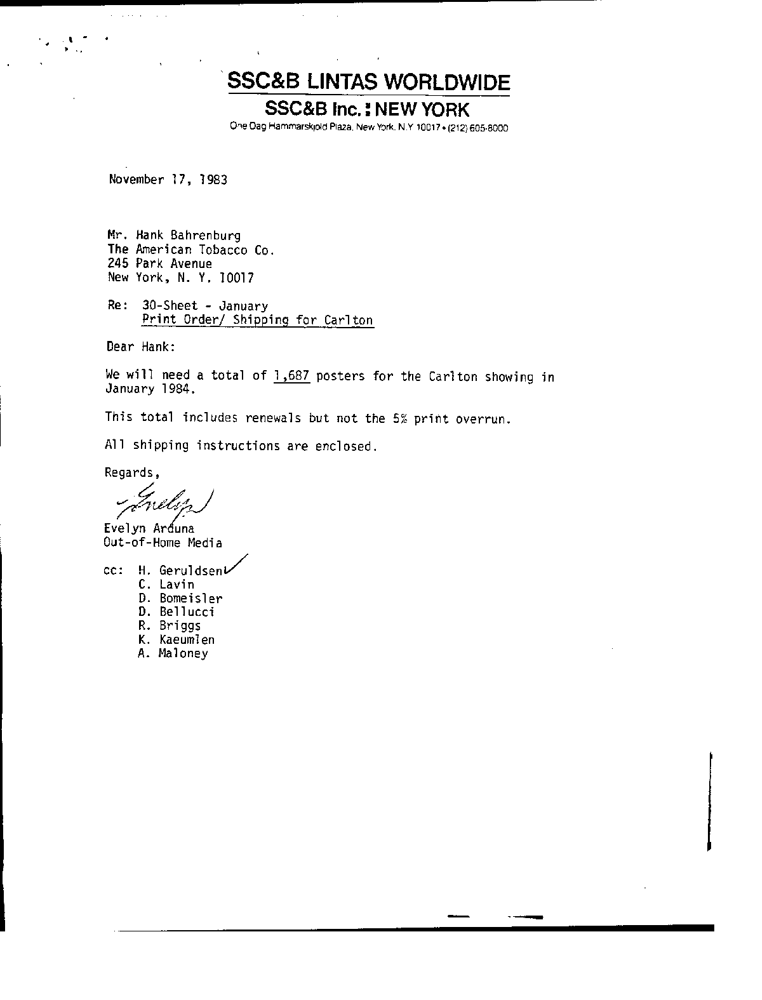 SSC&B LINTAS WORLDWIDE
SSC&B Inc.: NEW YORK
One Dag Hammarskjold Plaza, New York, N.Y 10017 • (212) 605-8000
November 17, 1983
Mr. Hank Bahrenburg
The American Tobacco Co.
245 Park Avenue
New York, N. Y. 10017
Re: 30-Sheet - January
Print Order/ Shipping for Carlton
Dear Hank:
We will need a total of 1,687 posters for the Carlton showing in
January 1984.
This total includes renewals but not the 5% print overrun.
All shipping instructions are enclosed.
Regards,
Evelyn
Evelyn Arduna
Out-of-Home Media
cc: H. Geruldsen
C. Lavin
D. Bomeisler
D. Bellucci
R. Briggs
K. Kaeumlen
A. Maloney